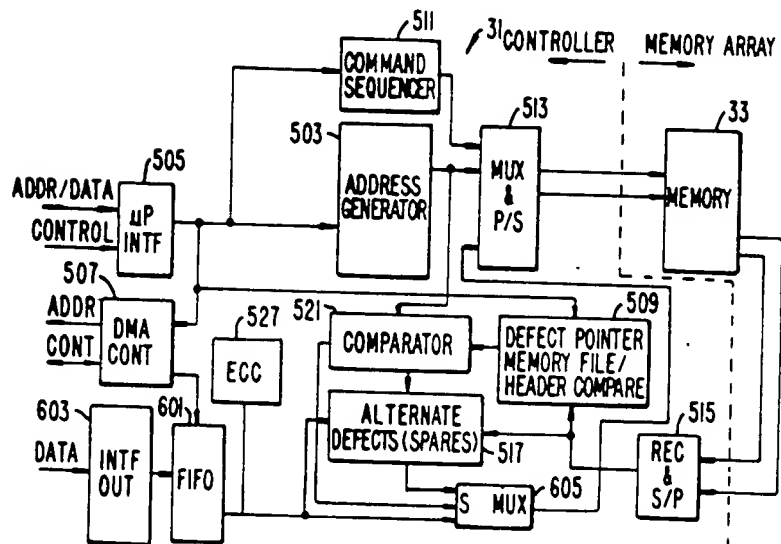 511
31
CONTROLLER
MEMORY ARRAY
COMMAND
SEQUENCER
503
513
33
505
ADDR/DATA
CONTROL
μP
INTF
ADDRESS
GENERATOR
MUX
&
P/S
MEMORY
507
ADDR
CONT
DMA
CONT
527
ECC
521
COMPARATOR
509
DEFECT POINTER
MEMORY FILE/
HEADER COMPARE
603
601
ALTERNATE
DEFECTS (SPARES)
517
515
DATA
INTF
OUT
FIFO
S MUX
605
REC
&
S/P